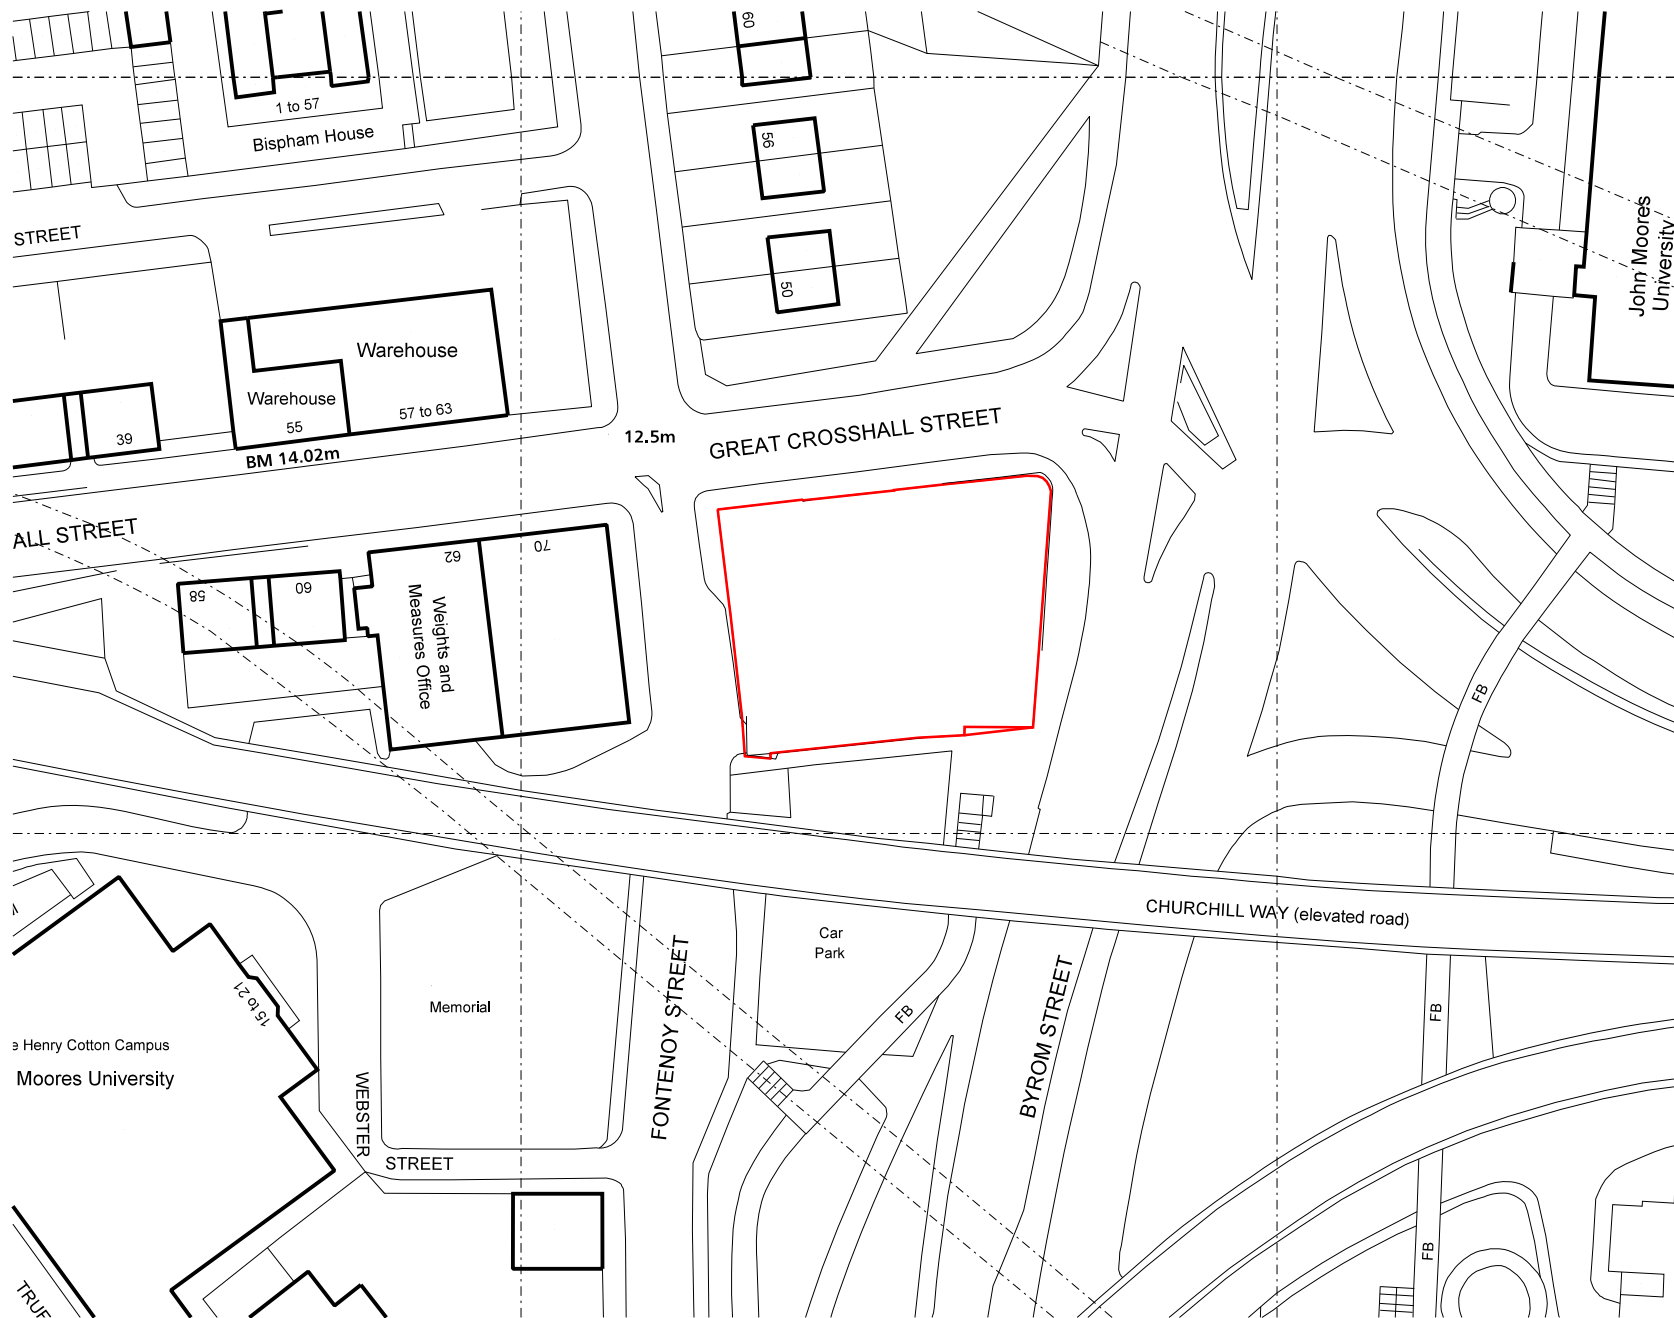 60
1 to 57
Bispham House
56
STREET
John Moores
University
50
Warehouse
Warehouse
57 to 63
55
39
12.5m
GREAT CROSSHALL STREET
BM 14.02m
ALL STREET
62
70
58
60
Weights and
Measures Office
FB
CHURCHILL WAY (elevated road)
Car
Park
Memorial
FONTENOY STREET
BYROM STREET
FB
FB
15 to 21
e Henry Cotton Campus
Moores University
WEBSTER
STREET
FB
TRUE